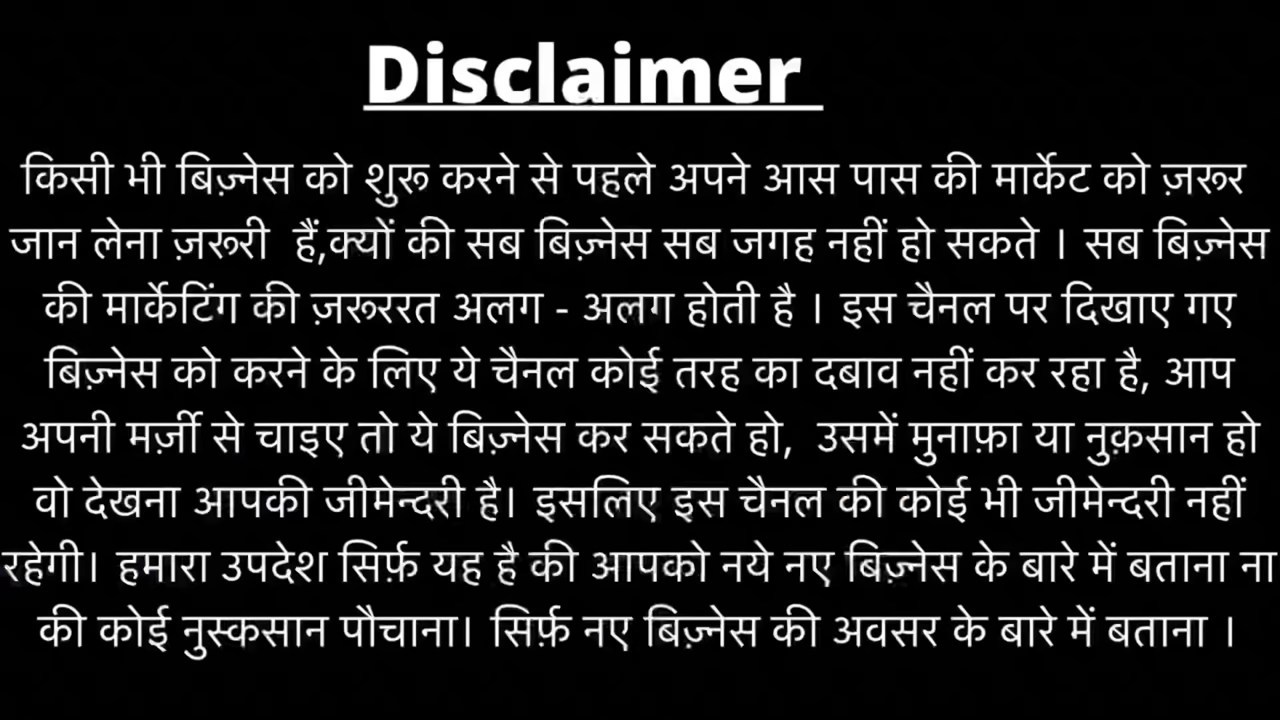 Disclaimer
किसी भी बिज़्नेस को शुरू करने से पहले अपने आस पास की मार्केट को ज़रूर
जान लेना ज़रूरी हैं,क्यों की सब बिज़्नेस सब जगह नहीं हो सकते । सब बिज़्नेस
की मार्केटिंग की ज़रूररत अलग - अलग होती है । इस चैनल पर दिखाए गए
बिज़्नेस को करने के लिए ये चैनल कोई तरह का दबाव नहीं कर रहा है, आप
अपनी मर्ज़ी से चाइए तो ये बिज़्नेस कर सकते हो, उसमें मुनाफ़ा या नुक़सान हो
वो देखना आपकी जीमेन्दरी है। इसलिए इस चैनल की कोई भी जीमेन्दरी नहीं
रहेगी। हमारा उपदेश सिर्फ़ यह है की आपको नये नए बिज़्नेस के बारे में बताना ना
की कोई नुस्कसान पौचाना। सिर्फ़ नए बिज़्नेस की अवसर के बारे में बताना ।